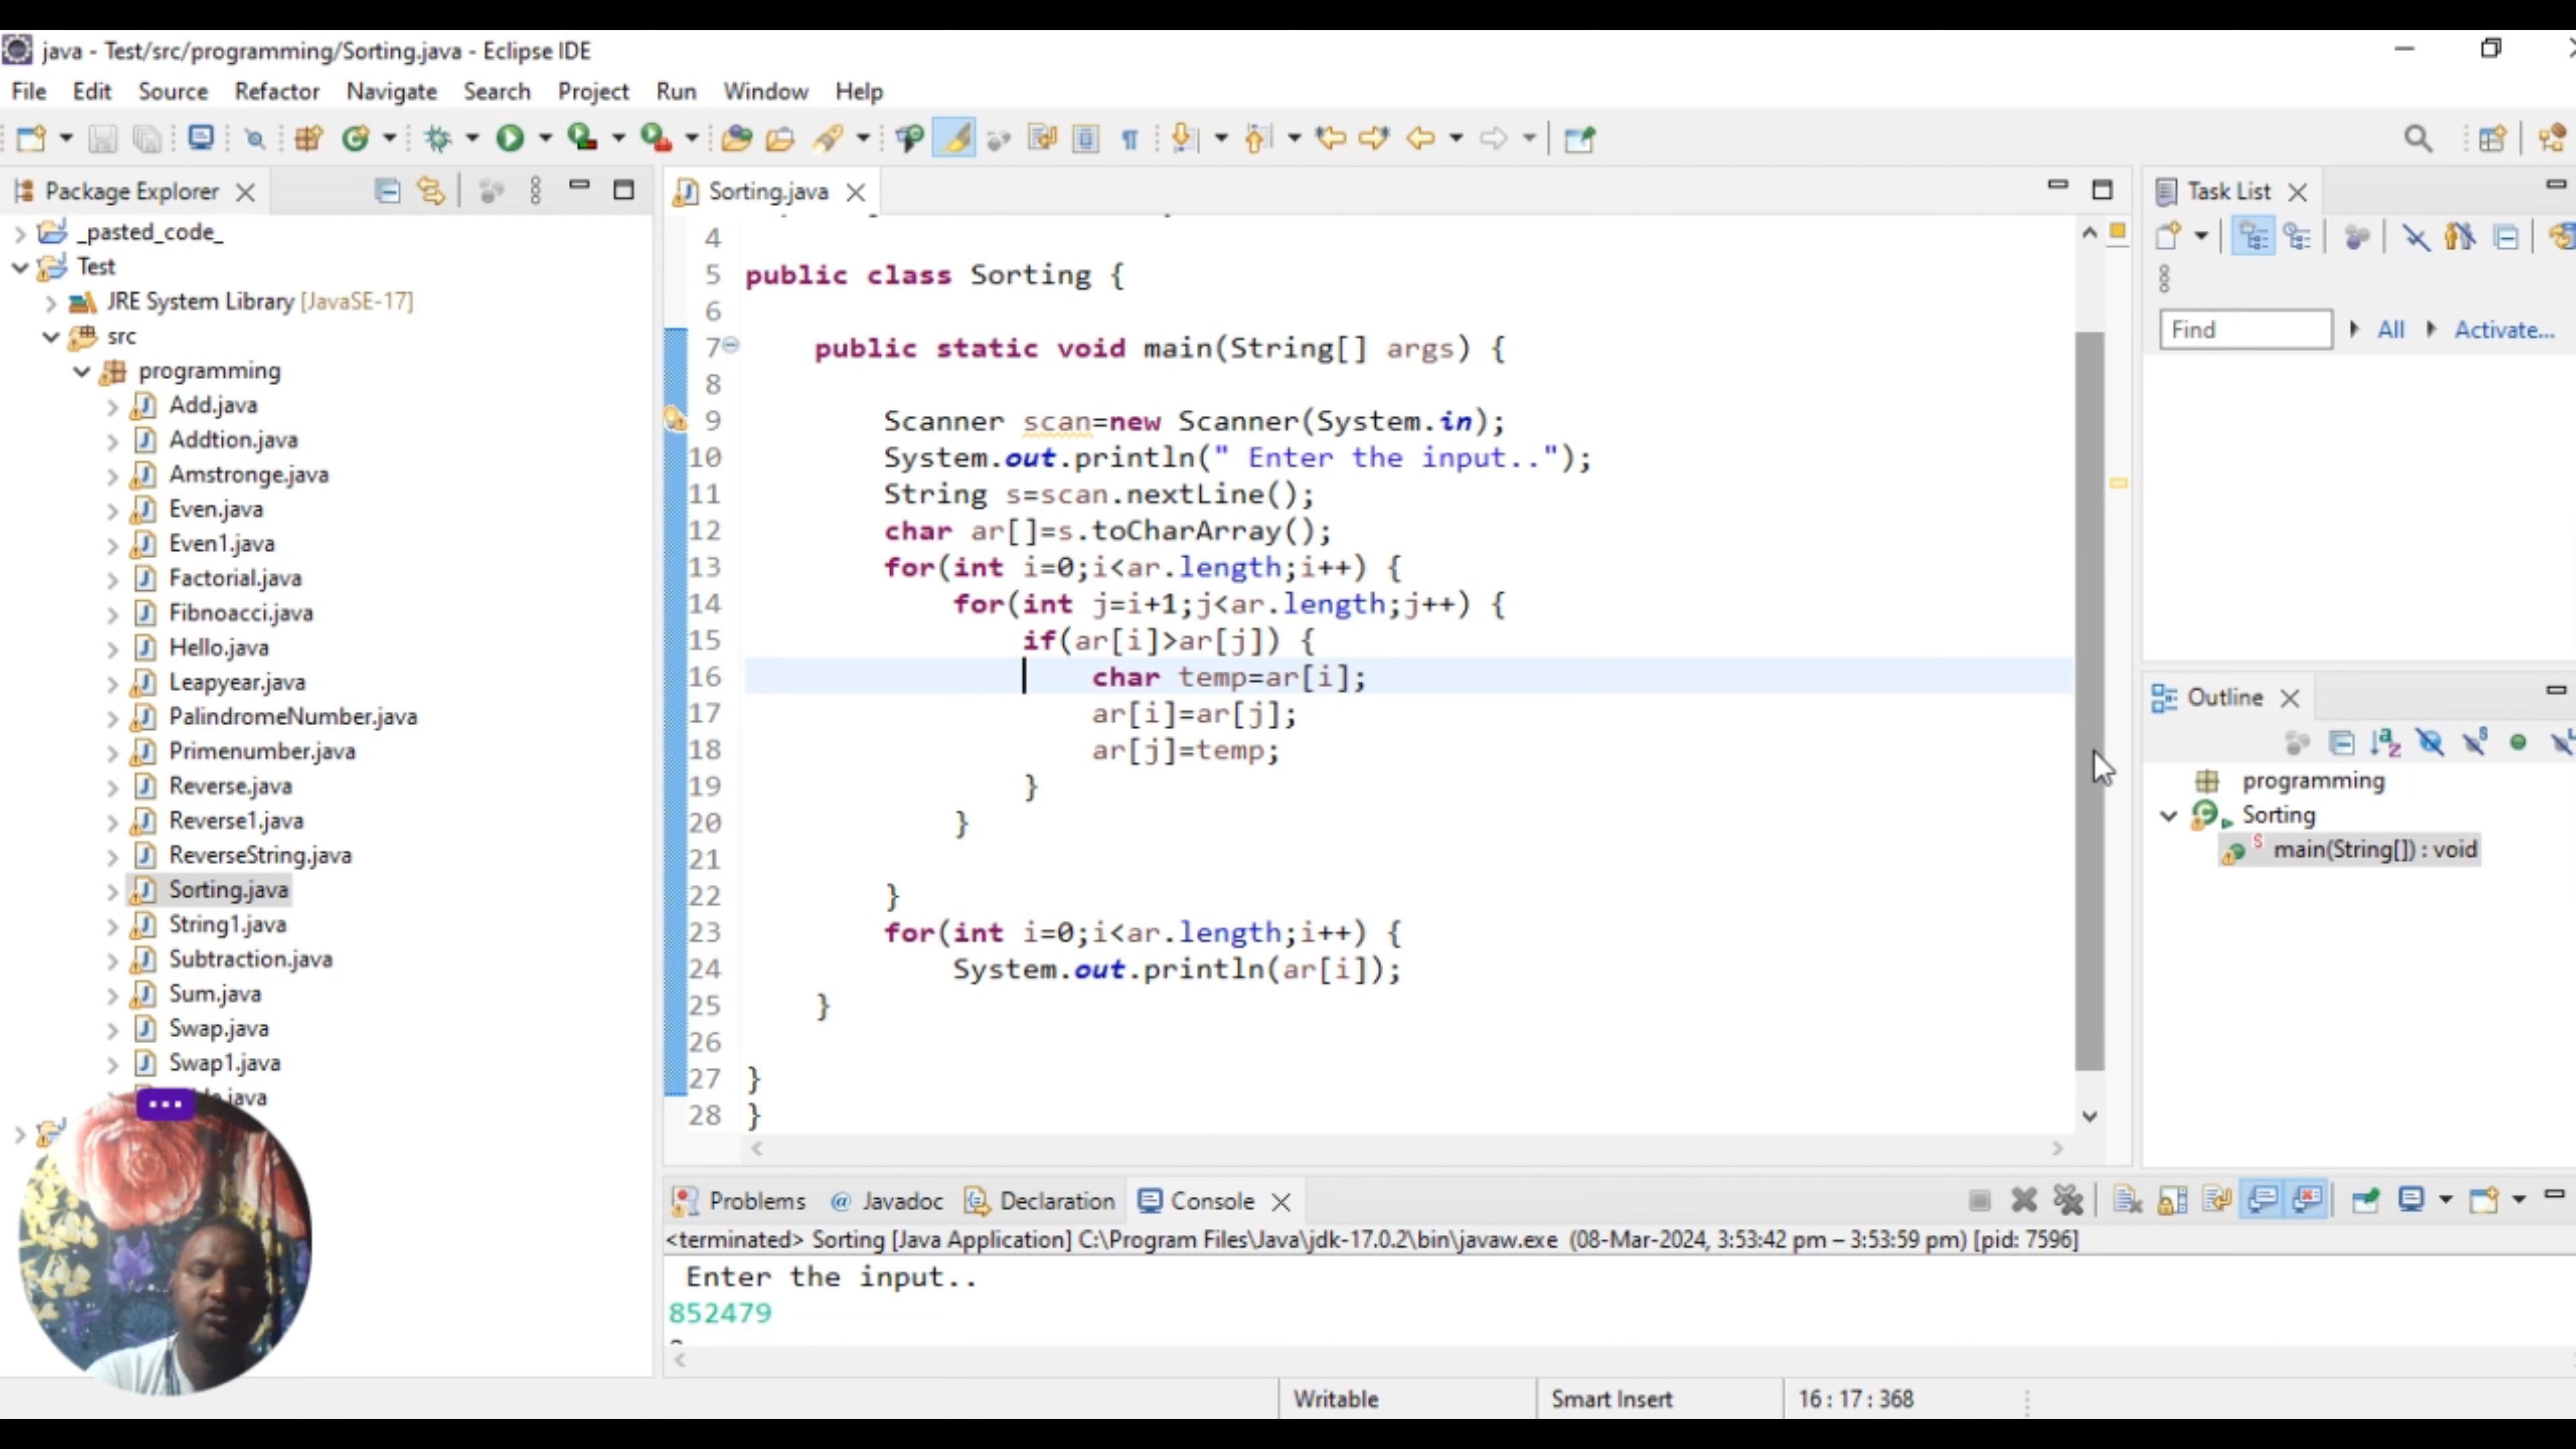 java - Test/src/programming/Sorting.java - Eclipse IDE
File Edit Source Refactor Navigate Search Project Run Window Help
Package Explorer
_pasted_code_
Test
JRE System Library [JavaSE-17]
src
programming
Add.java
Addtion.java
Amstronge.java
Even.java
Even1.java
Factorial.java
Fibnoacci.java
Hello.java
Leapyear.java
PalindromeNumber.java
Primenumber.java
Reverse.java
Reverse1.java
ReverseString.java
Sorting.java
String1.java
Subtraction.java
Sum.java
Swap.java
Swap1.java
Sorting.java
4
5 public class Sorting {
6
7 public static void main(String[] args) {
8
9 Scanner scan=new Scanner(System.in);
10 System.out.println(" Enter the input..");
11 String s=scan.nextLine();
12 char ar[]=s.toCharArray();
13 for(int i=0;i<ar.length;i++) {
14 for(int j=i+1;j<ar.length;j++) {
15 if(ar[i]>ar[j]) {
16 char temp=ar[i];
17 ar[i]=ar[j];
18 ar[j]=temp;
19 }
20 }
21
22 }
23 for(int i=0;i<ar.length;i++) {
24 System.out.println(ar[i]);
25 }
26
27 }
28 }
Task List
Find All Activate...
Outline
programming
Sorting
main(String[]) : void
Problems Javadoc Declaration Console
<terminated> Sorting [Java Application] C:\Program Files\Java\jdk-17.0.2\bin\javaw.exe (08-Mar-2024, 3:53:42 pm – 3:53:59 pm) [pid: 7596]
Enter the input..
852479
Writable Smart Insert 16 : 17 : 368